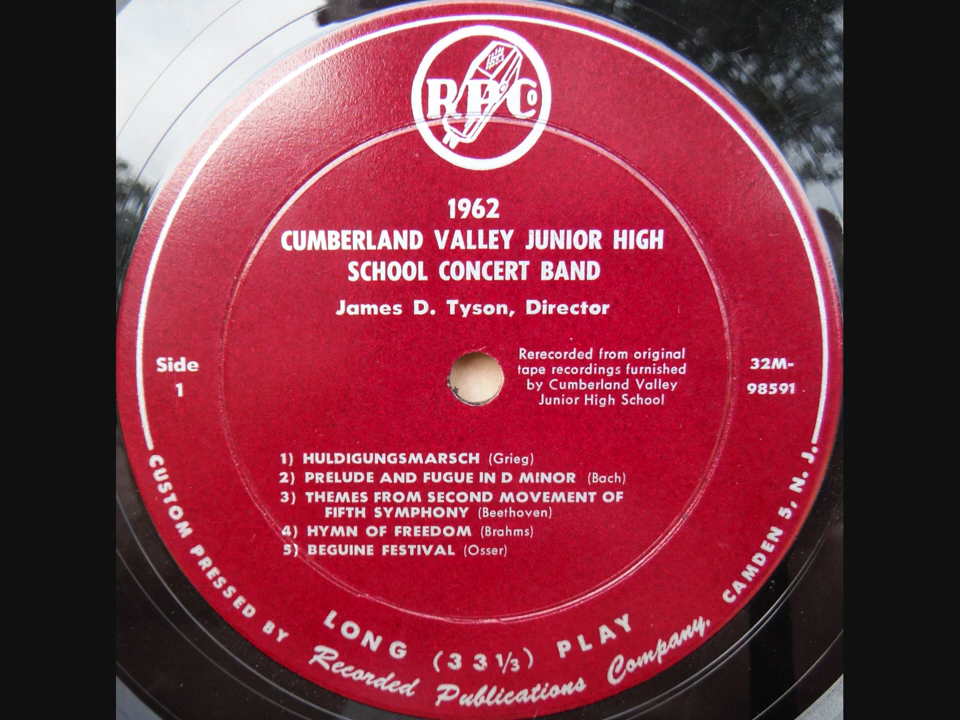 RPCo
1962
CUMBERLAND VALLEY JUNIOR HIGH
SCHOOL CONCERT BAND
James D. Tyson, Director
Side
1
Rerecorded from original
tape recordings furnished
by Cumberland Valley
Junior High School
32M-
98591
1) HULDIGUNGSMARSCH (Grieg)
2) PRELUDE AND FUGUE IN D MINOR (Bach)
3) THEMES FROM SECOND MOVEMENT OF
FIFTH SYMPHONY (Beethoven)
4) HYMN OF FREEDOM (Brahms)
5) BEGUINE FESTIVAL (Osser)
LONG (33 1/3) PLAY
CUSTOM PRESSED BY Recorded Publications Company, CAMDEN 5, N. J.